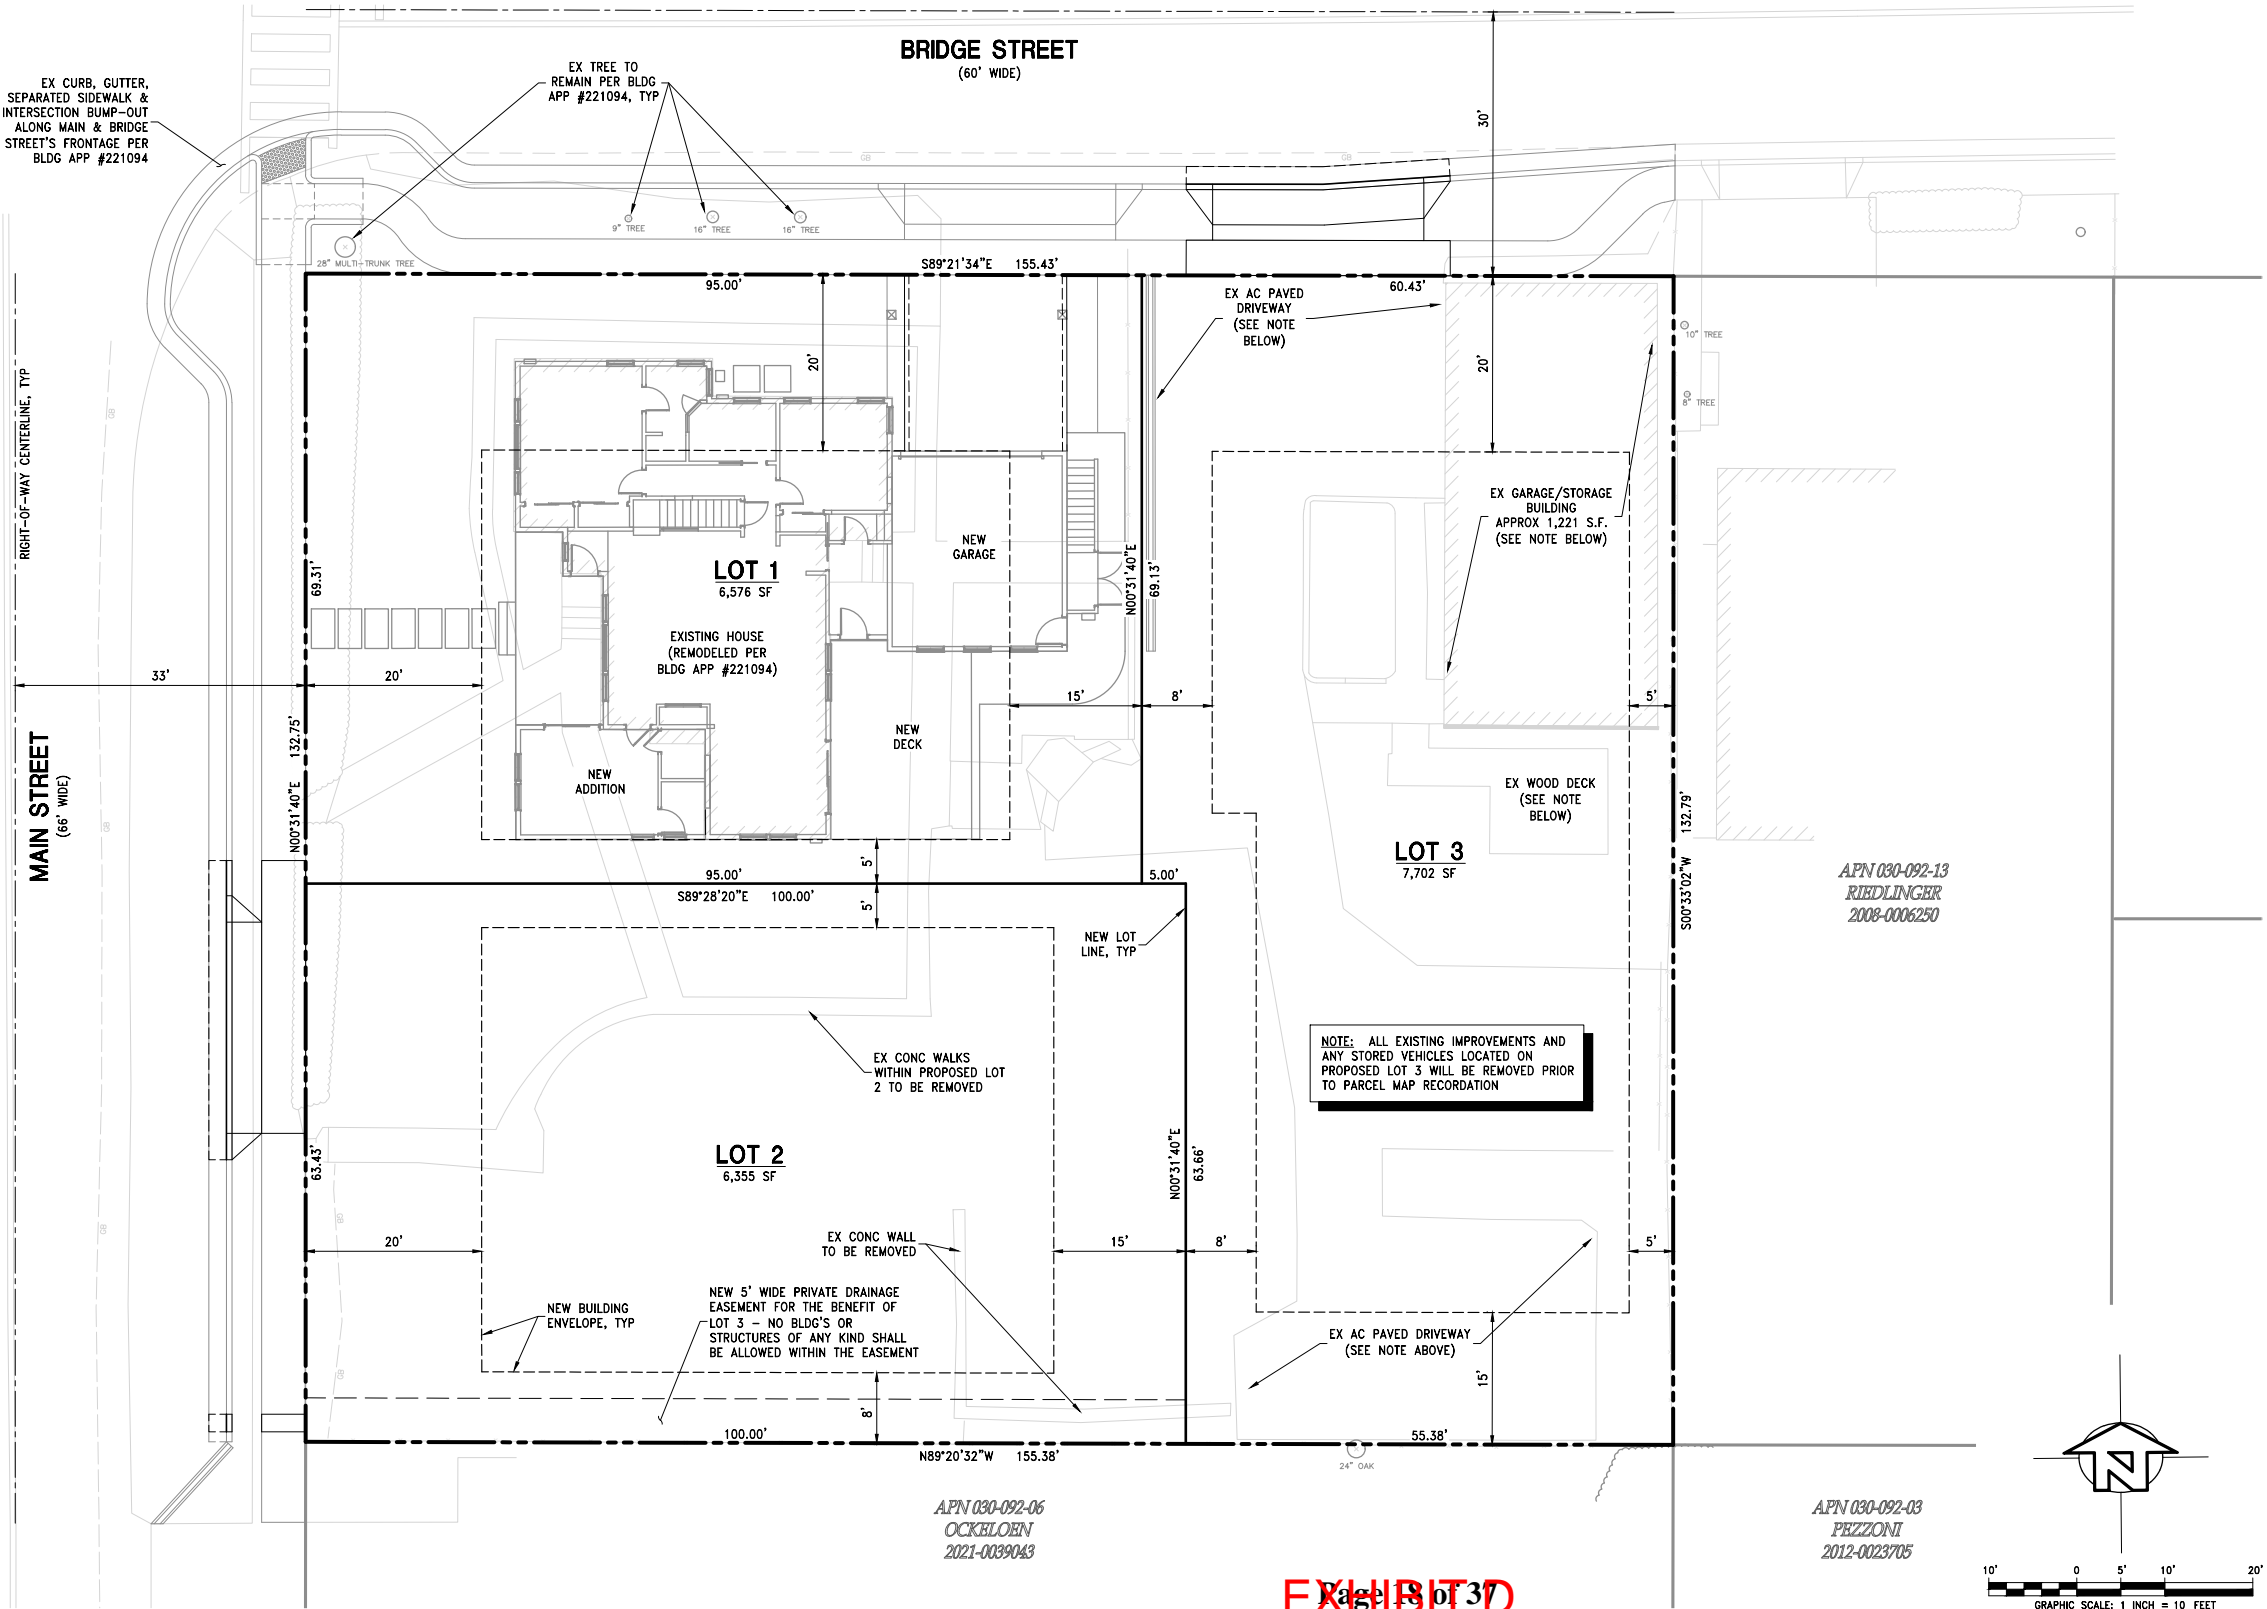 BRIDGE STREET
(60' WIDE)
EX CURB, GUTTER,
SEPARATED SIDEWALK &
INTERSECTION BUMP-OUT
ALONG MAIN & BRIDGE
STREET'S FRONTAGE PER
BLDG APP #221094
EX TREE TO
REMAIN PER BLDG
APP #221094, TYP
30'
GB
GB
9" TREE
16" TREE
16" TREE
28" MULTI-TRUNK TREE
S89°21'34"E 155.43'
95.00'
60.43'
EX AC PAVED
DRIVEWAY
(SEE NOTE
BELOW)
20'
20'
10" TREE
8" TREE
RIGHT-OF-WAY CENTERLINE, TYP
GB
EX GARAGE/STORAGE
BUILDING
APPROX 1,221 S.F.
(SEE NOTE BELOW)
NEW
GARAGE
LOT 1
6,576 SF
69.31'
N00°31'40"E
69.13'
EXISTING HOUSE
(REMODELED PER
BLDG APP #221094)
33'
20'
15'
8'
5'
NEW
DECK
NEW
ADDITION
MAIN STREET
(66' WIDE)
N00°31'40"E 132.75'
GB
EX WOOD DECK
(SEE NOTE
BELOW)
S00°33'02"W 132.79'
LOT 3
7,702 SF
APN 030-092-13
RIEDLINGER
2008-0006250
5'
95.00'
5.00'
S89°28'20"E 100.00'
5'
NEW LOT
LINE, TYP
EX CONC WALKS
WITHIN PROPOSED LOT
2 TO BE REMOVED
NOTE: ALL EXISTING IMPROVEMENTS AND
ANY STORED VEHICLES LOCATED ON
PROPOSED LOT 3 WILL BE REMOVED PRIOR
TO PARCEL MAP RECORDATION
LOT 2
6,355 SF
63.43'
N00°31'40"E
63.66'
GB
GB
20'
EX CONC WALL
TO BE REMOVED
15'
8'
5'
NEW BUILDING
ENVELOPE, TYP
NEW 5' WIDE PRIVATE DRAINAGE
EASEMENT FOR THE BENEFIT OF
LOT 3 - NO BLDG'S OR
STRUCTURES OF ANY KIND SHALL
BE ALLOWED WITHIN THE EASEMENT
EX AC PAVED DRIVEWAY
(SEE NOTE ABOVE)
GB
8'
15'
100.00'
55.38'
N89°20'32"W 155.38'
24" OAK
APN 030-092-06
OCKELOEN
2021-0039043
APN 030-092-03
PEZZONI
2012-0023705
N
10' 0 5' 10' 20'
GRAPHIC SCALE: 1 INCH = 10 FEET
EXHIBIT D
Page 18 of 37